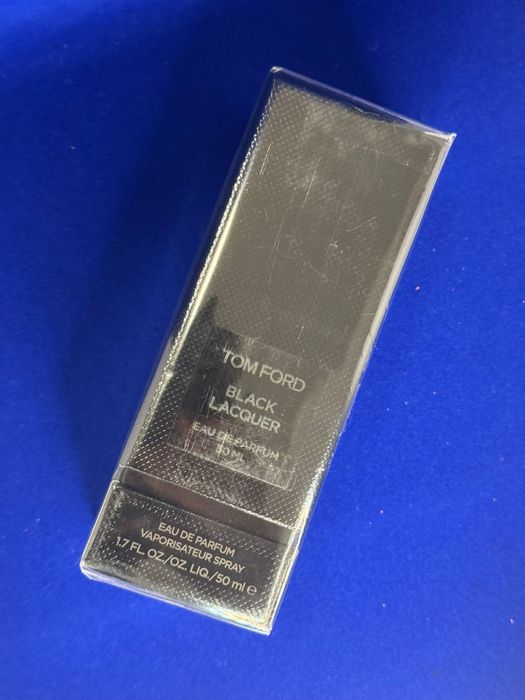 TOM FORD
BLACK
LACQUER
EAU DE PARFUM
50 ML
EAU DE PARFUM
VAPORISATEUR SPRAY
1.7 FL. OZ./OZ. LIQ./50 ml ℮